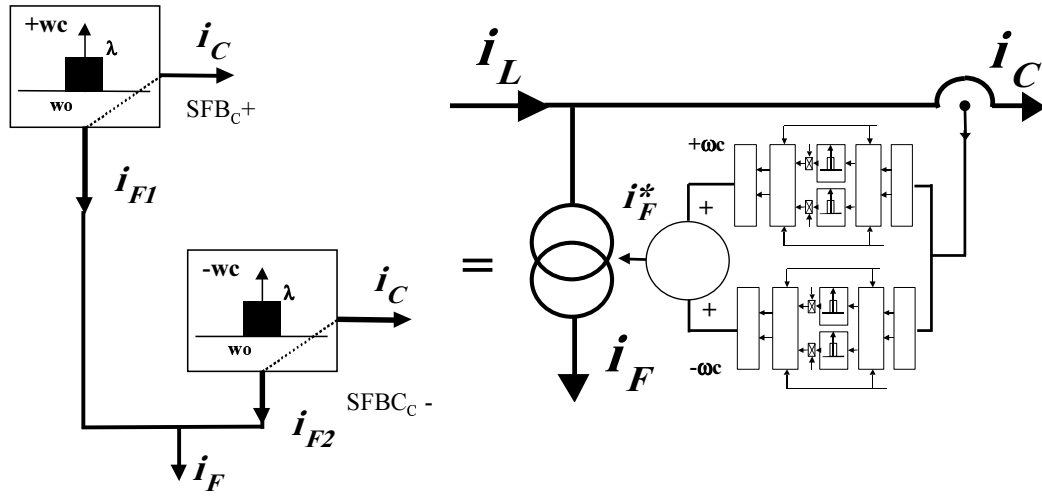 +wc
λ
wo
i_C
SFB_C+
i_F1
-wc
λ
wo
i_C
SFBC_C -
i_F2
i_F
=
i_L
i_C
+ωc
i*_F
+
+
-ωc
i_F